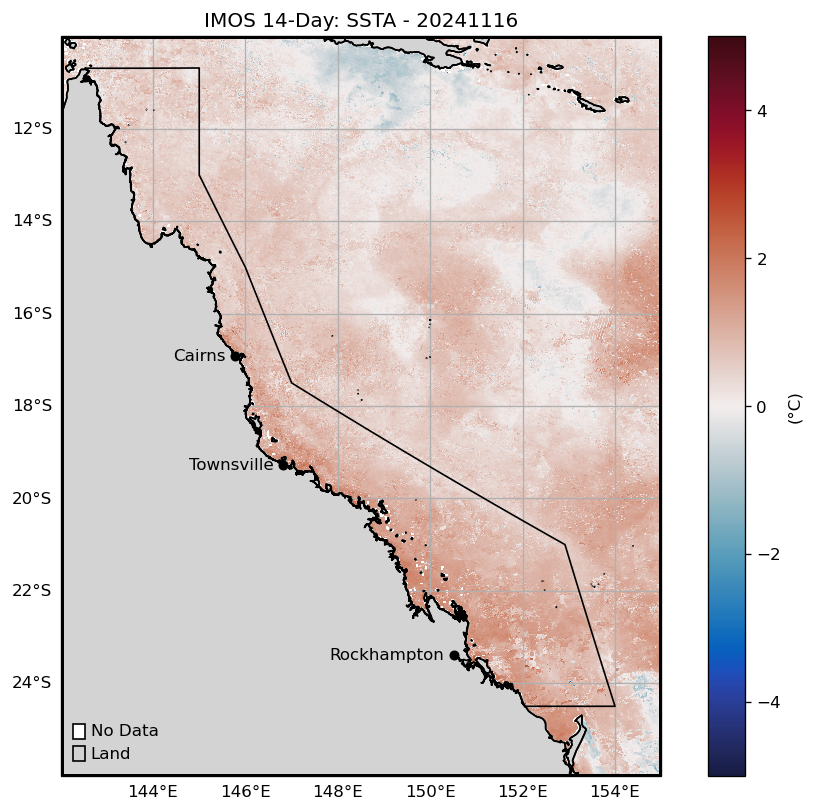 IMOS 14-Day: SSTA - 20241116
12°S
14°S
16°S
18°S
20°S
22°S
24°S
Cairns
Townsville
Rockhampton
No Data
Land
144°E 146°E 148°E 150°E 152°E 154°E
4
2
0
−2
−4
(°C)